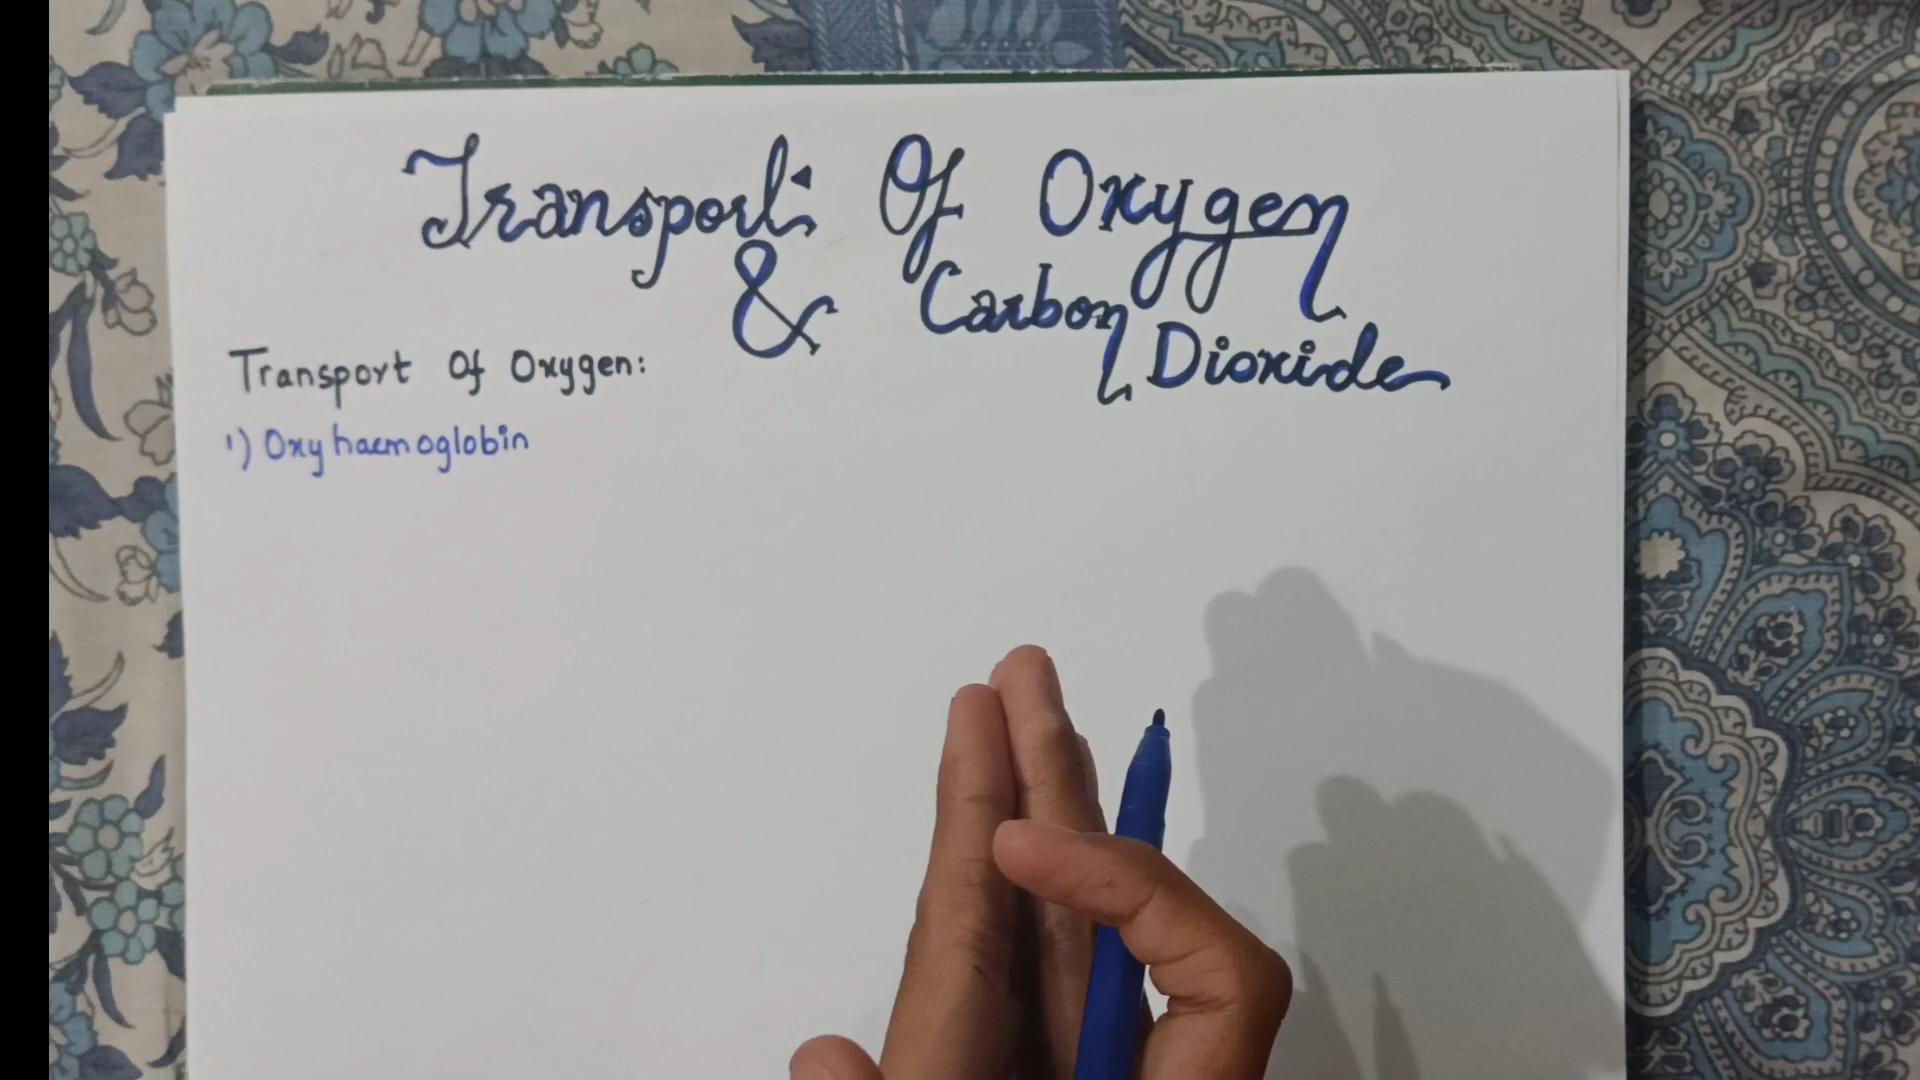 Transport Of Oxygen
& Carbon
Dioxide
Transport Of Oxygen:
1) Oxyhaemoglobin